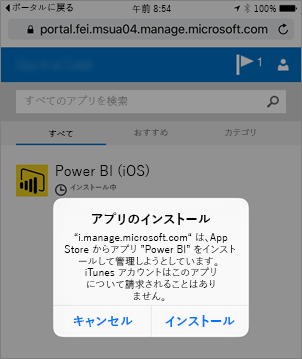 ポータルに戻る 午前 8:54 100%
portal.fei.msua04.manage.microsoft.com
1
すべてのアプリを検索
すべて おすすめ カテゴリ
Power BI (iOS)
インストール中
アプリのインストール
“i.manage.microsoft.com“ は、App
Store からアプリ ”Power BI” をインスト
ールして管理しようとしています。
iTunes アカウントはこのアプリ
について請求されることはあり
ません。
キャンセル インストール